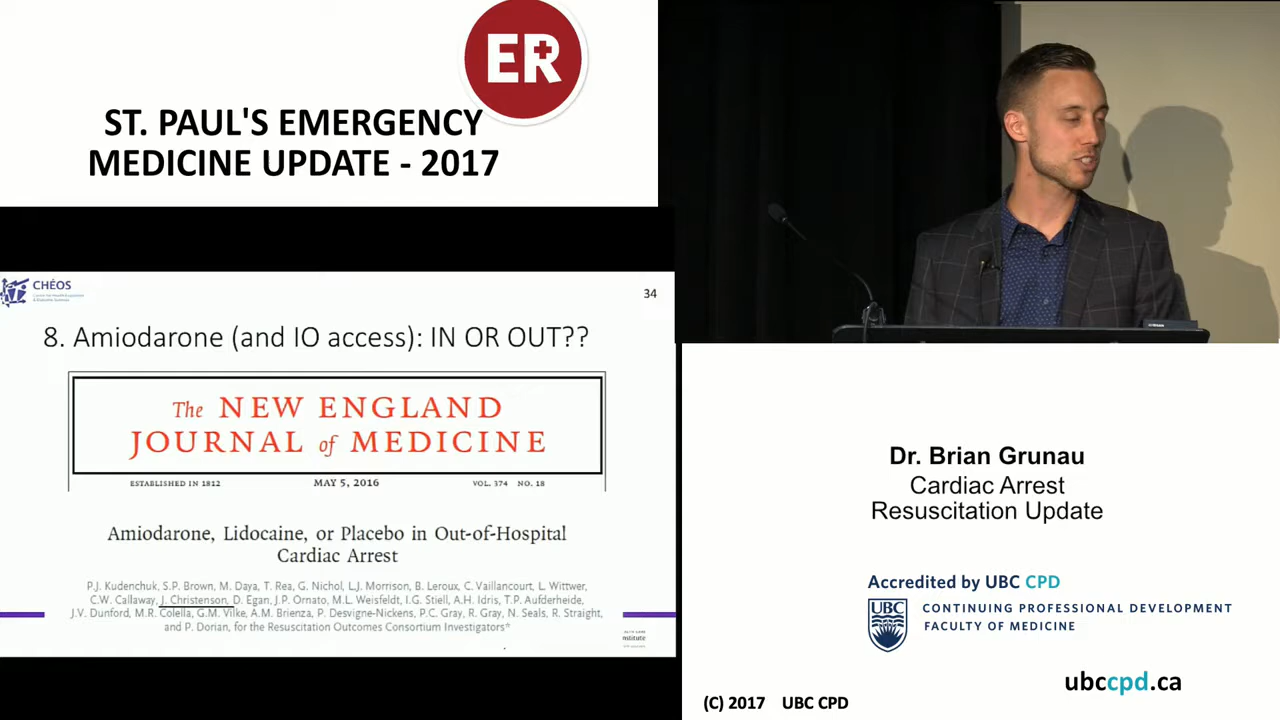 ER
ST. PAUL'S EMERGENCY
MEDICINE UPDATE - 2017
CHÉOS
34
8. Amiodarone (and IO access): IN OR OUT??
The NEW ENGLAND
JOURNAL of MEDICINE
ESTABLISHED IN 1812
MAY 5, 2016
VOL. 374 NO. 18
Amiodarone, Lidocaine, or Placebo in Out-of-Hospital
Cardiac Arrest
P.J. Kudenchuk, S.P. Brown, M. Daya, T. Rea, G. Nichol, L.J. Morrison, B. Leroux, C. Vaillancourt, L. Wittwer,
C.W. Callaway, J. Christenson, D. Egan, J.P. Ornato, M.L. Weisfeldt, I.G. Stiell, A.H. Idris, T.P. Aufderheide,
J.V. Dunford, M.R. Colella, G.M. Vilke, A.M. Brienza, P. Desvigne-Nickens, P.C. Gray, R. Gray, N. Seals, R. Straight,
and P. Dorian, for the Resuscitation Outcomes Consortium Investigators*
Dr. Brian Grunau
Cardiac Arrest
Resuscitation Update
Accredited by UBC CPD
UBC
CONTINUING PROFESSIONAL DEVELOPMENT
FACULTY OF MEDICINE
ubccpd.ca
(C) 2017 UBC CPD